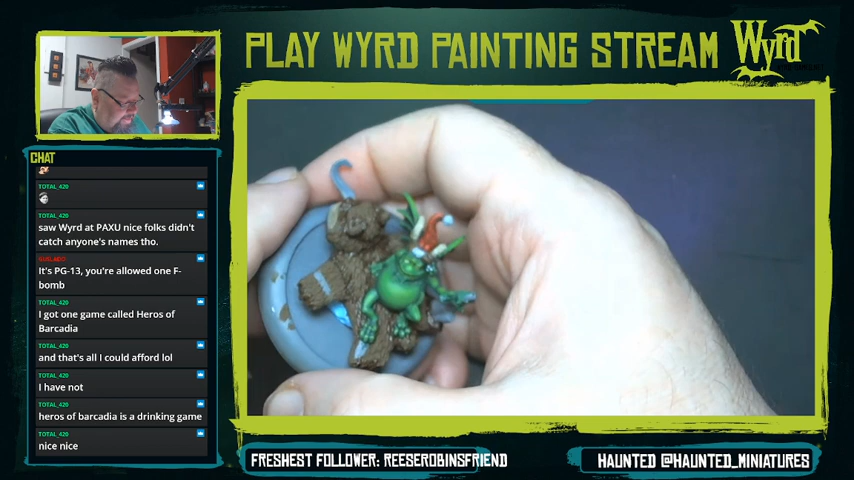 PLAY WYRD PAINTING STREAM
Wyrd
CHAT
TOTAL_420
TOTAL_420
saw Wyrd at PAXU nice folks didn't
catch anyone's names tho.
It's PG-13, you're allowed one F-
bomb
TOTAL_420
I got one game called Heros of
Barcadia
TOTAL_420
and that's all I could afford lol
TOTAL_420
I have not
TOTAL_420
heros of barcadia is a drinking game
TOTAL_420
nice nice
FRESHEST FOLLOWER: REESEROBINSFRIEND
HAUNTED @HAUNTED_MINIATURES